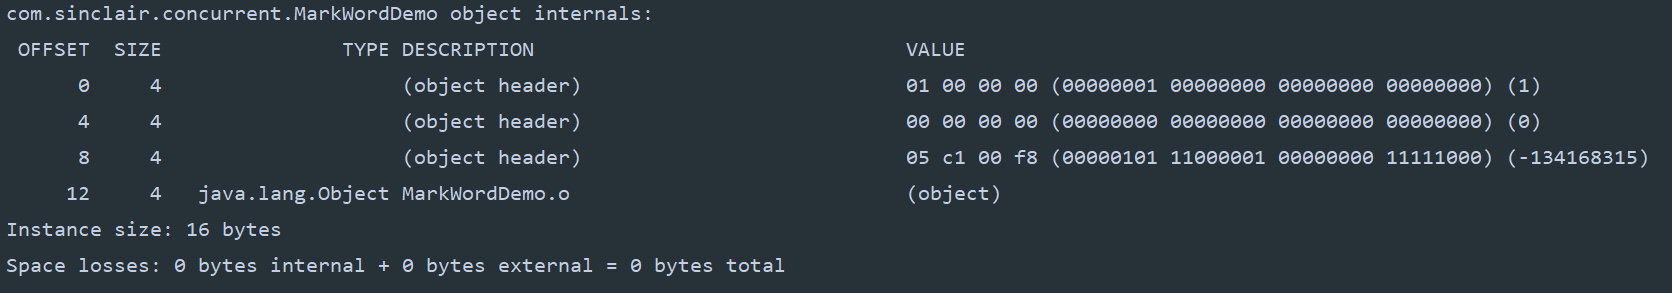 com.sinclair.concurrent.MarkWordDemo object internals:
OFFSET SIZE TYPE DESCRIPTION VALUE
0 4 (object header) 01 00 00 00 (00000001 00000000 00000000 00000000) (1)
4 4 (object header) 00 00 00 00 (00000000 00000000 00000000 00000000) (0)
8 4 (object header) 05 c1 00 f8 (00000101 11000001 00000000 11111000) (-134168315)
12 4 java.lang.Object MarkWordDemo.o (object)
Instance size: 16 bytes
Space losses: 0 bytes internal + 0 bytes external = 0 bytes total